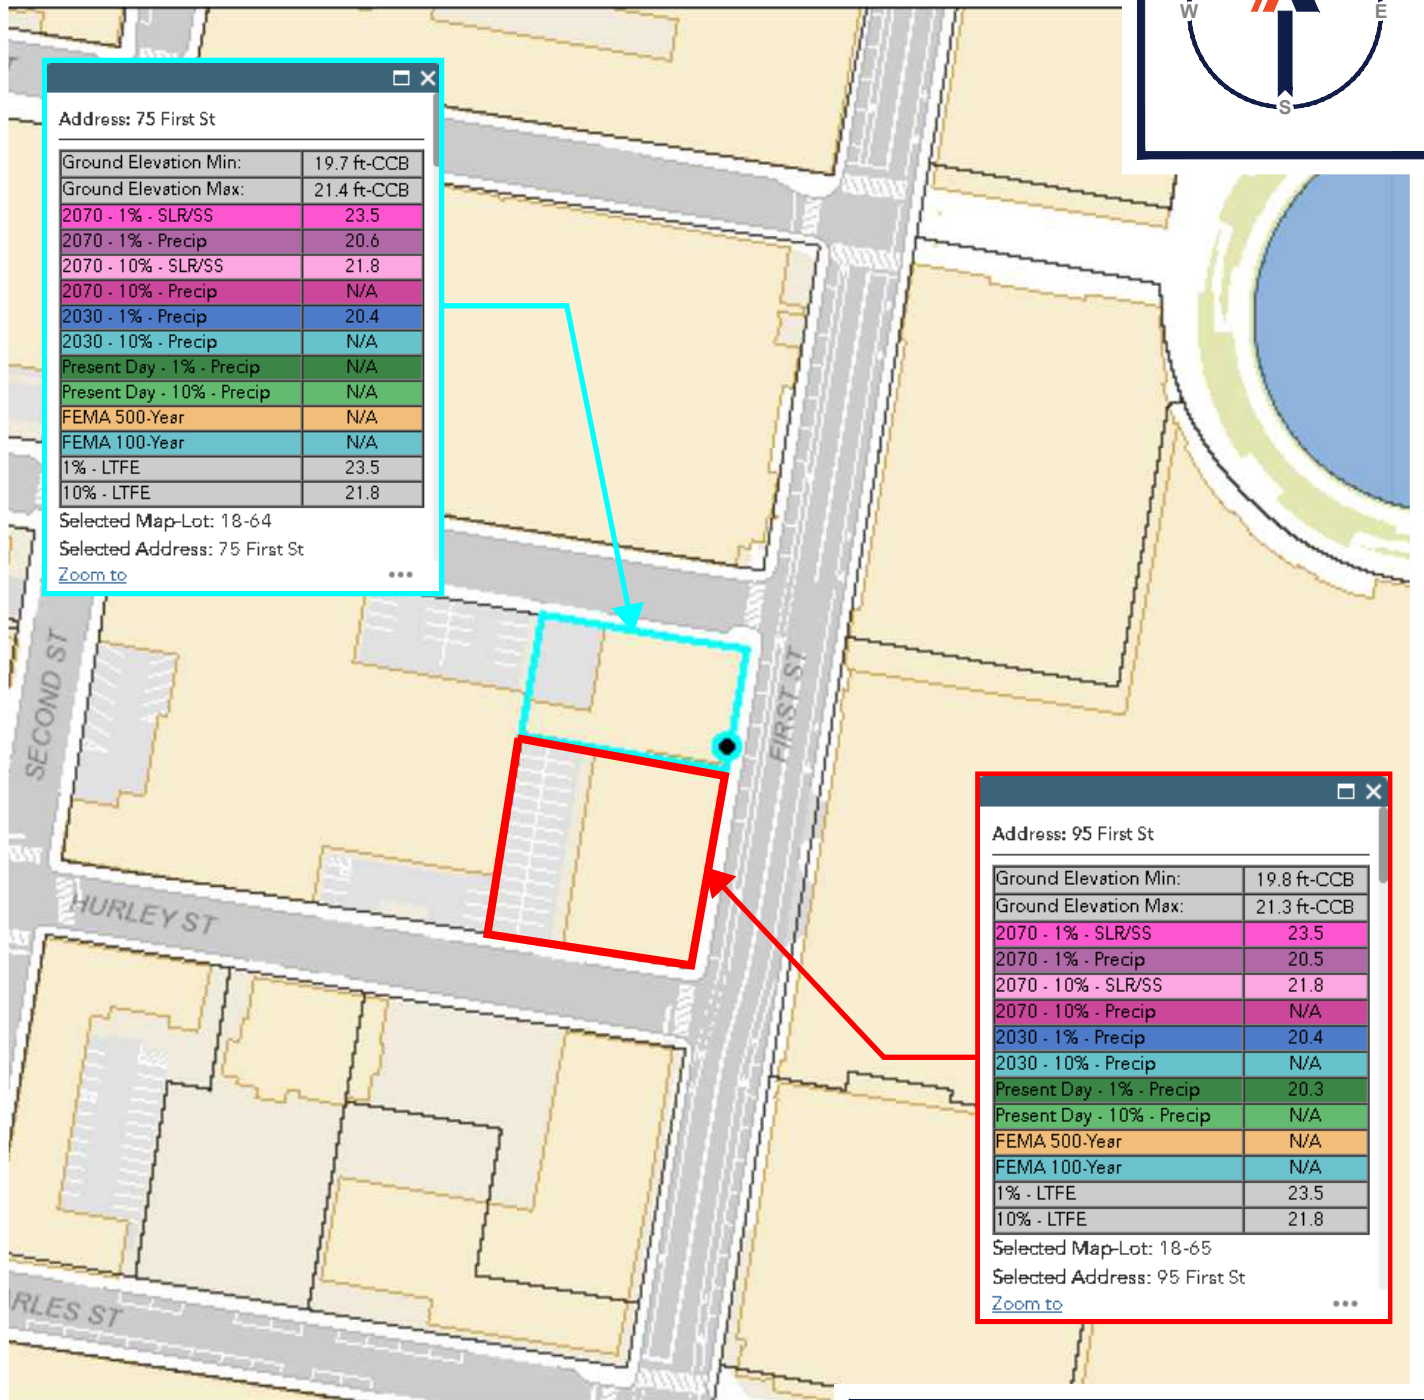 W E
S
T
Address: 75 First St
Ground Elevation Min: 19.7 ft-CCB
Ground Elevation Max: 21.4 ft-CCB
2070 - 1% - SLR/SS 23.5
2070 - 1% - Precip 20.6
2070 - 10% - SLR/SS 21.8
2070 - 10% - Precip N/A
2030 - 1% - Precip 20.4
2030 - 10% - Precip N/A
Present Day - 1% - Precip N/A
Present Day - 10% - Precip N/A
FEMA 500-Year N/A
FEMA 100-Year N/A
1% - LTFE 23.5
10% - LTFE 21.8
Selected Map-Lot: 18-64
Selected Address: 75 First St
Zoom to •••
SECOND ST
FIRST ST
HURLEY ST
RLES ST
Address: 95 First St
Ground Elevation Min: 19.8 ft-CCB
Ground Elevation Max: 21.3 ft-CCB
2070 - 1% - SLR/SS 23.5
2070 - 1% - Precip 20.5
2070 - 10% - SLR/SS 21.8
2070 - 10% - Precip N/A
2030 - 1% - Precip 20.4
2030 - 10% - Precip N/A
Present Day - 1% - Precip 20.3
Present Day - 10% - Precip N/A
FEMA 500-Year N/A
FEMA 100-Year N/A
1% - LTFE 23.5
10% - LTFE 21.8
Selected Map-Lot: 18-65
Selected Address: 95 First St
Zoom to •••